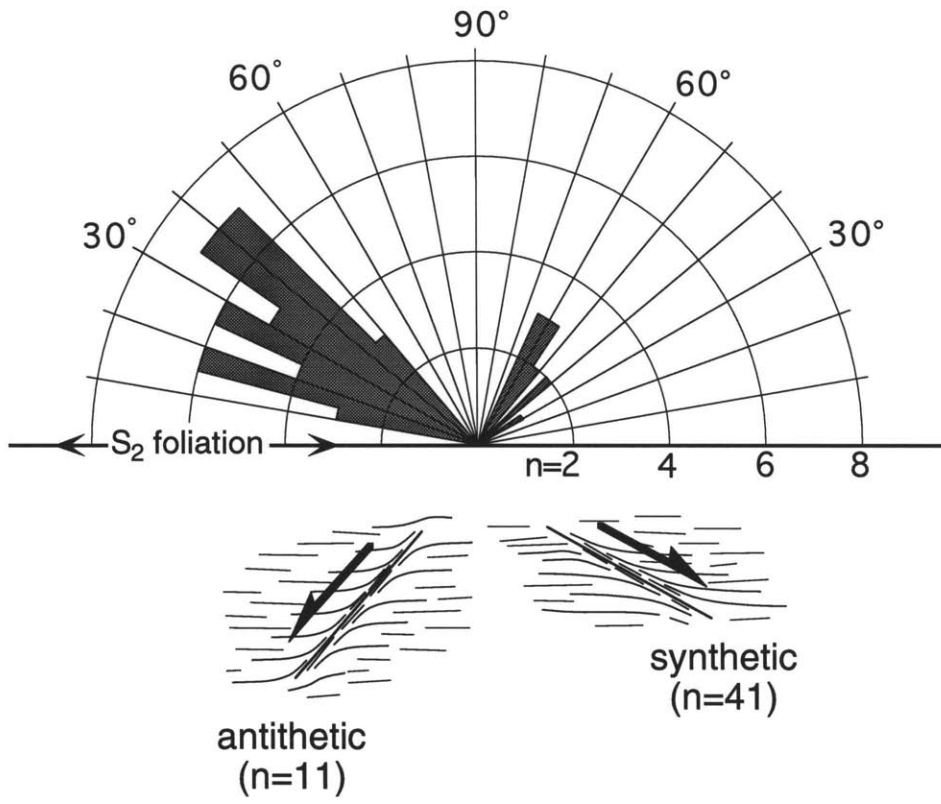 90°
60°
60°
30°
30°
S₂ foliation
n=2 4 6 8
synthetic
(n=41)
antithetic
(n=11)